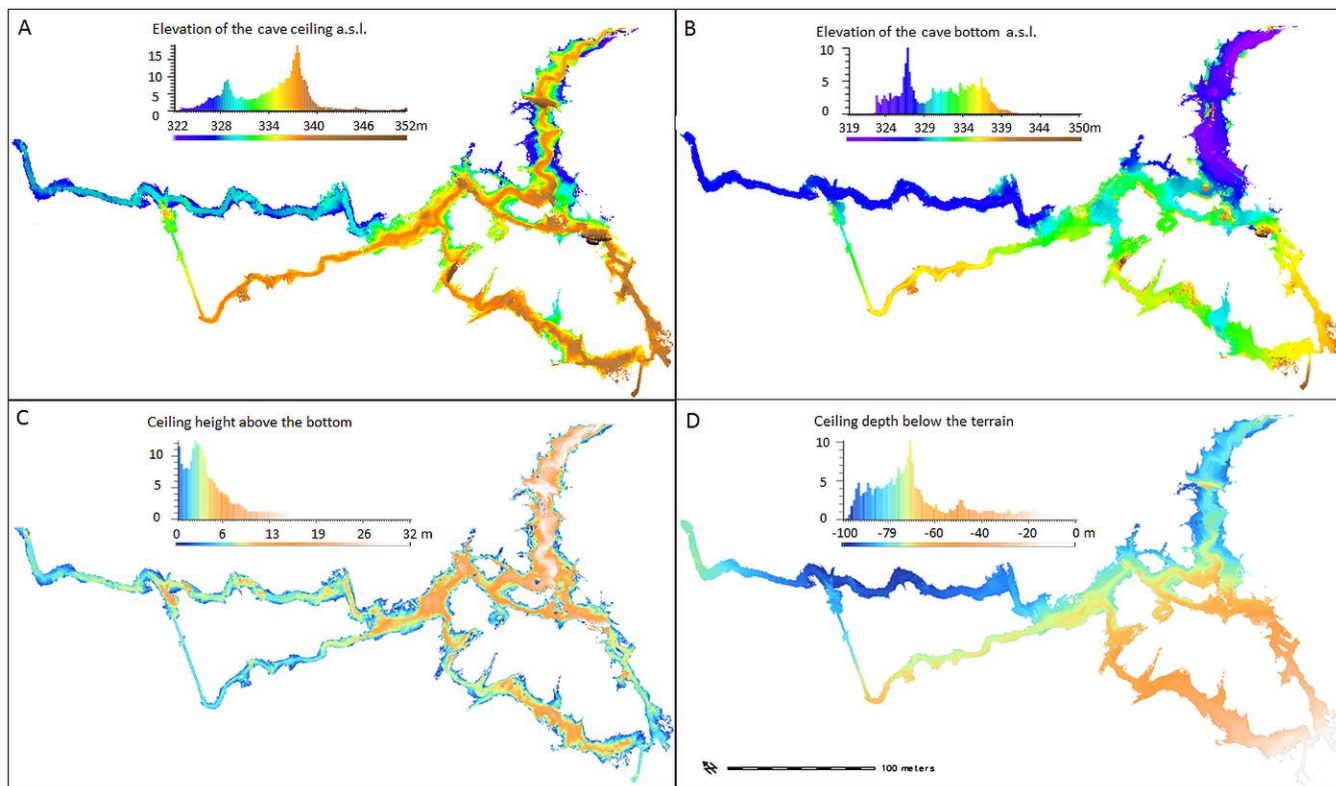 A
Elevation of the cave ceiling a.s.l.
15
10
5
0
322 328 334 340 346 352m
B
Elevation of the cave bottom a.s.l.
10
5
0
319 324 329 334 339 344 350m
C
Ceiling height above the bottom
10
5
0
0 6 13 19 26 32 m
D
Ceiling depth below the terrain
10
5
0
-100 -79 -60 -40 -20 0 m
100 meters